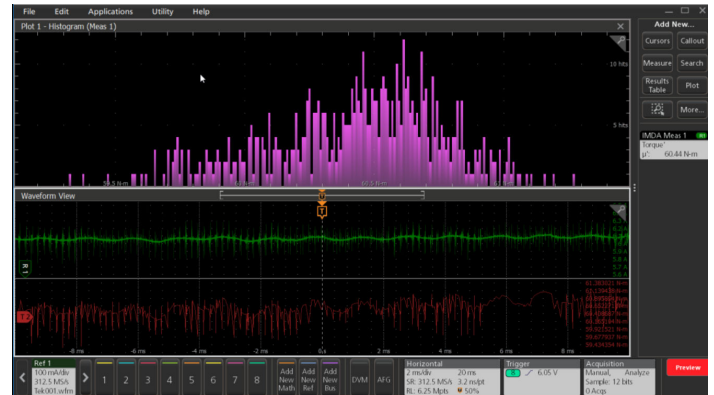 File Edit Applications Utility Help
Plot 1 - Histogram (Meas 1)
10 hits
5 hits
Waveform View
T
R1
-8 ms -6 ms -4 ms -2 ms 2 ms 4 ms 6 ms 8 ms
Add New...
Cursors Callout
Measure Search
Results Table Plot
More...
IMDA Meas 1
Torque'
μ': 60.44 N·m
Ref 1
100 mA/div
312.5 MS/s
Tek001.wfm
1 2 3 4 5 6 7 8
Add New Math
Add New Ref
Add New Bus
DVM AFG
Horizontal
2 ms/div 20 ms
SR: 312.5 MS/s 3.2 ns/pt
RL: 6.25 Mpts 50%
Trigger
6.05 V
Acquisition
Manual, Analyze
Sample: 12 bits
0 Acqs
Preview